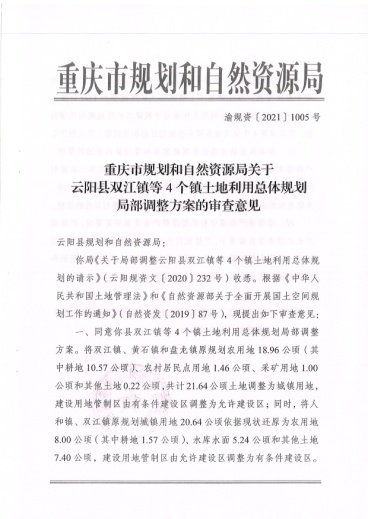 重庆市规划和自然资源局
渝规资〔2021〕1005号
重庆市规划和自然资源局关于
云阳县双江镇等4个镇土地利用总体规划
局部调整方案的审查意见
云阳县规划和自然资源局：
你局《关于局部调整云阳县双江镇等4个镇土地利用总体规
划的请示》（云阳规资文〔2020〕232号）收悉。根据《中华人
民共和国土地管理法》和《自然资源部关于全面开展国土空间规
划工作的通知》（自然资发〔2019〕87号），现提出如下审查意见：
一、同意你县双江镇等4个镇土地利用总体规划局部调整
方案。将双江镇、黄石镇和盘龙镇原规划农用地18.96公顷（其
中耕地10.57公顷）、农村居民点用地1.46公顷、采矿用地1.00
公顷和其他土地0.22公顷，共计21.64公顷土地调整为城镇用地，
建设用地管制区由有条件建设区调整为允许建设区；同时，将人
和镇、双江镇原规划城镇用地20.64公顷依据现状还原为农用地
8.00公顷（其中耕地1.57公顷）、水库水面5.24公顷和其他土地
7.40公顷，建设用地管制区由允许建设区调整为有条件建设区。